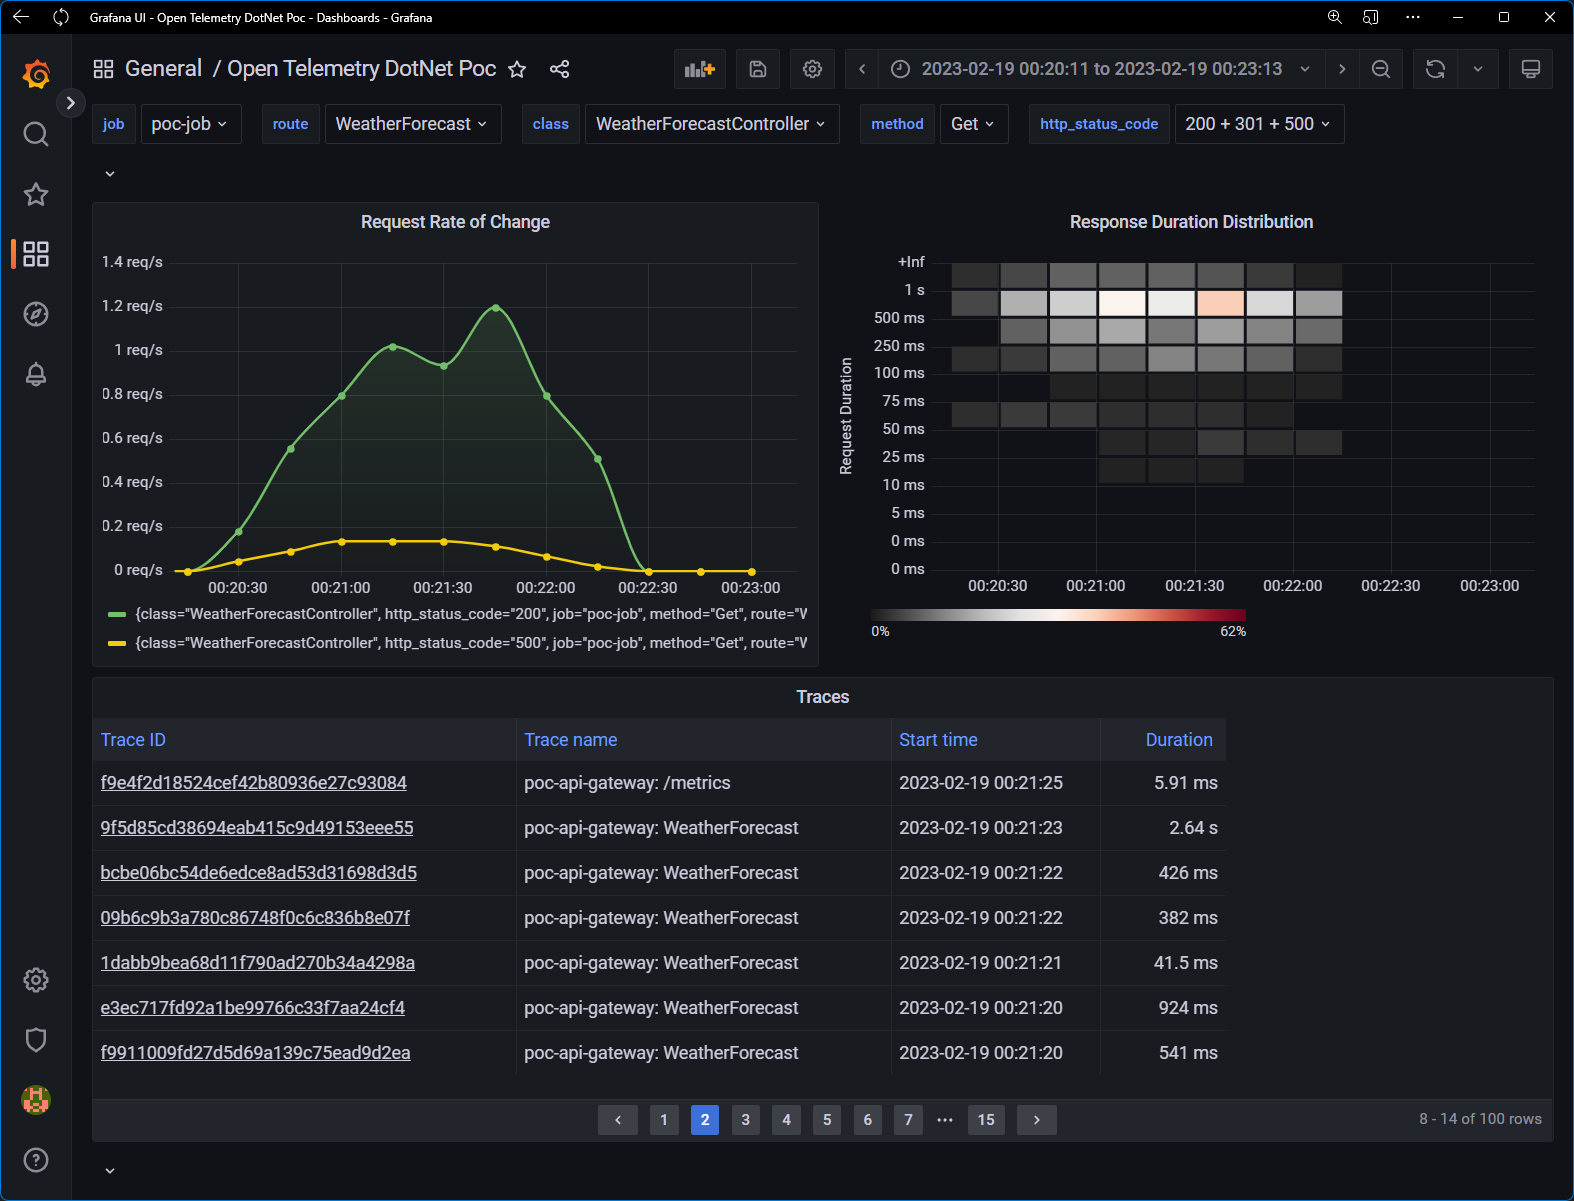 Grafana UI - Open Telemetry DotNet Poc - Dashboards - Grafana
General / Open Telemetry DotNet Poc
2023-02-19 00:20:11 to 2023-02-19 00:23:13
job poc-job route WeatherForecast class WeatherForecastController method Get http_status_code 200 + 301 + 500
Request Rate of Change
1.4 req/s
1.2 req/s
1 req/s
0.8 req/s
0.6 req/s
0.4 req/s
0.2 req/s
0 req/s
00:20:30 00:21:00 00:21:30 00:22:00 00:22:30 00:23:00
{class="WeatherForecastController", http_status_code="200", job="poc-job", method="Get", route="W
{class="WeatherForecastController", http_status_code="500", job="poc-job", method="Get", route="W
Response Duration Distribution
Request Duration
+Inf
1 s
500 ms
250 ms
100 ms
75 ms
50 ms
25 ms
10 ms
5 ms
0 ms
0 ms
00:20:30 00:21:00 00:21:30 00:22:00 00:22:30 00:23:00
0% 62%
Traces
Trace ID Trace name Start time Duration
f9e4f2d18524cef42b80936e27c93084 poc-api-gateway: /metrics 2023-02-19 00:21:25 5.91 ms
9f5d85cd38694eab415c9d49153eee55 poc-api-gateway: WeatherForecast 2023-02-19 00:21:23 2.64 s
bcbe06bc54de6edce8ad53d31698d3d5 poc-api-gateway: WeatherForecast 2023-02-19 00:21:22 426 ms
09b6c9b3a780c86748f0c6c836b8e07f poc-api-gateway: WeatherForecast 2023-02-19 00:21:22 382 ms
1dabb9bea68d11f790ad270b34a4298a poc-api-gateway: WeatherForecast 2023-02-19 00:21:21 41.5 ms
e3ec717fd92a1be99766c33f7aa24cf4 poc-api-gateway: WeatherForecast 2023-02-19 00:21:20 924 ms
f9911009fd27d5d69a139c75ead9d2ea poc-api-gateway: WeatherForecast 2023-02-19 00:21:20 541 ms
1 2 3 4 5 6 7 ••• 15
8 - 14 of 100 rows